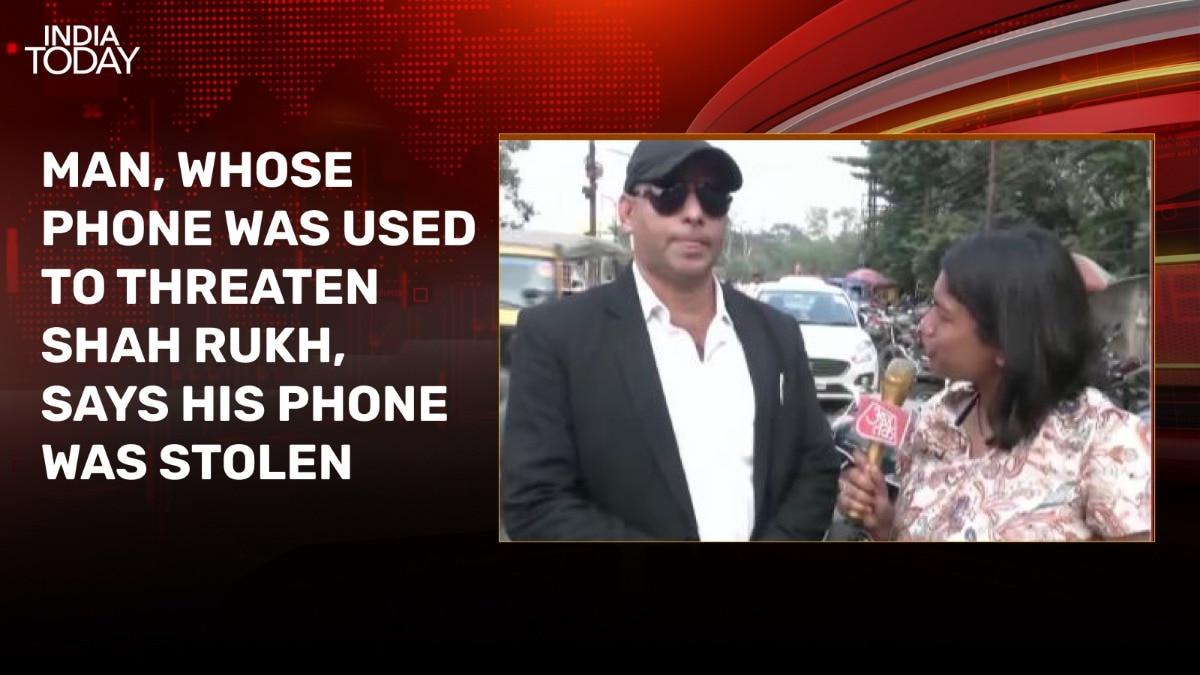 INDIA
TODAY
MAN, WHOSE
PHONE WAS USED
TO THREATEN
SHAH RUKH,
SAYS HIS PHONE
WAS STOLEN